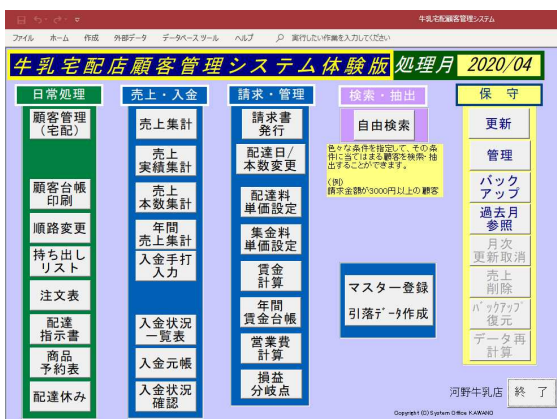 牛乳宅配顧客管理システム
ファイル ホーム 作成 外部データ データベース ツール ヘルプ 実行したい作業を入力してください
牛乳宅配店顧客管理システム体験版 処理月 2020/04
日常処理
顧客管理
(宅配)
顧客台帳
印刷
順路変更
持ち出し
リスト
注文表
配達
指示書
商品
予約表
配達休み
売上・入金
売上集計
売上
実績集計
売上
本数集計
年間
売上集計
入金手打
入力
入金状況
一覧表
入金元帳
入金状況
確認
請求・管理
請求書
発行
配達日/
本数変更
配達料
単価設定
集金料
単価設定
賃金
計算
年間
賃金台帳
営業費
計算
損益
分岐点
検索・抽出
自由検索
色々な条件を指定して、その条
件に当てはまる顧客を検索・抽
出することができます。
(例)
請求金額が3000円以上の顧客
マスター登録
引落データ作成
保 守
更新
管理
バック
アップ
過去月
参照
月次
更新取消
売上
削除
バックアップ
復元
データ再
計算
河野牛乳店 終 了
Copyright (C) System Office KAWANO